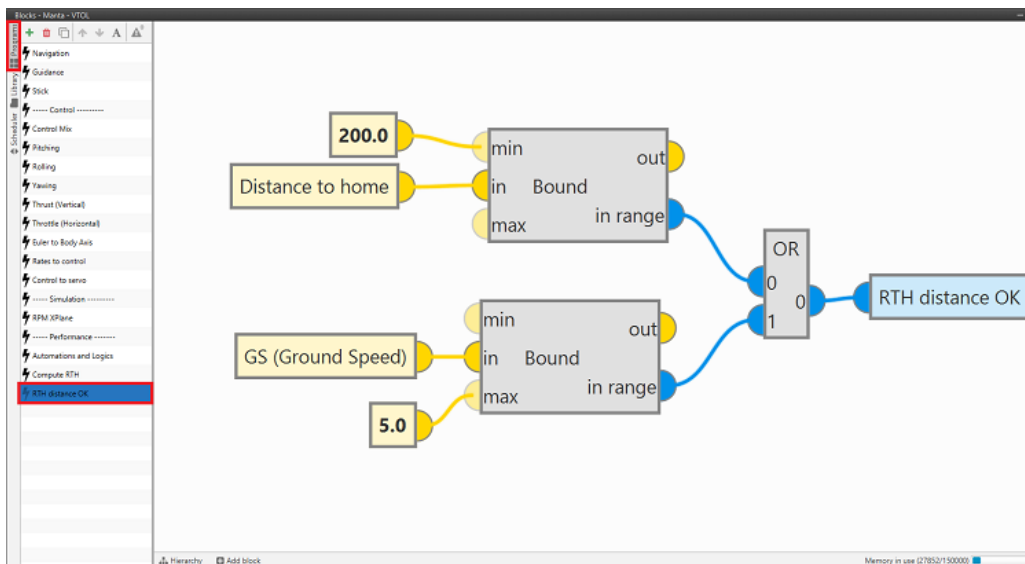 Blocks - Manta - VTOL
Programs
Library
Scheduler
A
Navigation
Guidance
Stick
----- Control ---------
Control Mix
Pitching
Rolling
Yawing
Thrust (Vertical)
Throttle (Horizontal)
Euler to Body Axis
Rates to control
Control to servo
----- Simulation ---------
RPM XPlane
----- Performance -------
Automations and Logics
Compute RTH
RTH distance OK
200.0
Distance to home
min
in
max
Bound
out
in range
GS (Ground Speed)
5.0
min
in
max
Bound
out
in range
OR
0
1
0
RTH distance OK
Hierarchy
Add block
Memory in use (27852/150000)